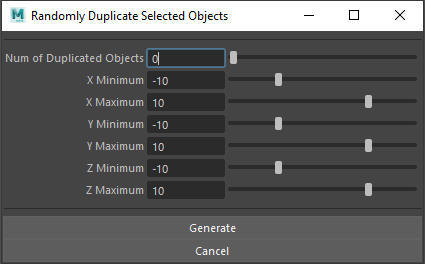 Randomly Duplicate Selected Objects
Num of Duplicated Objects 0
X Minimum -10
X Maximum 10
Y Minimum -10
Y Maximum 10
Z Minimum -10
Z Maximum 10
Generate
Cancel